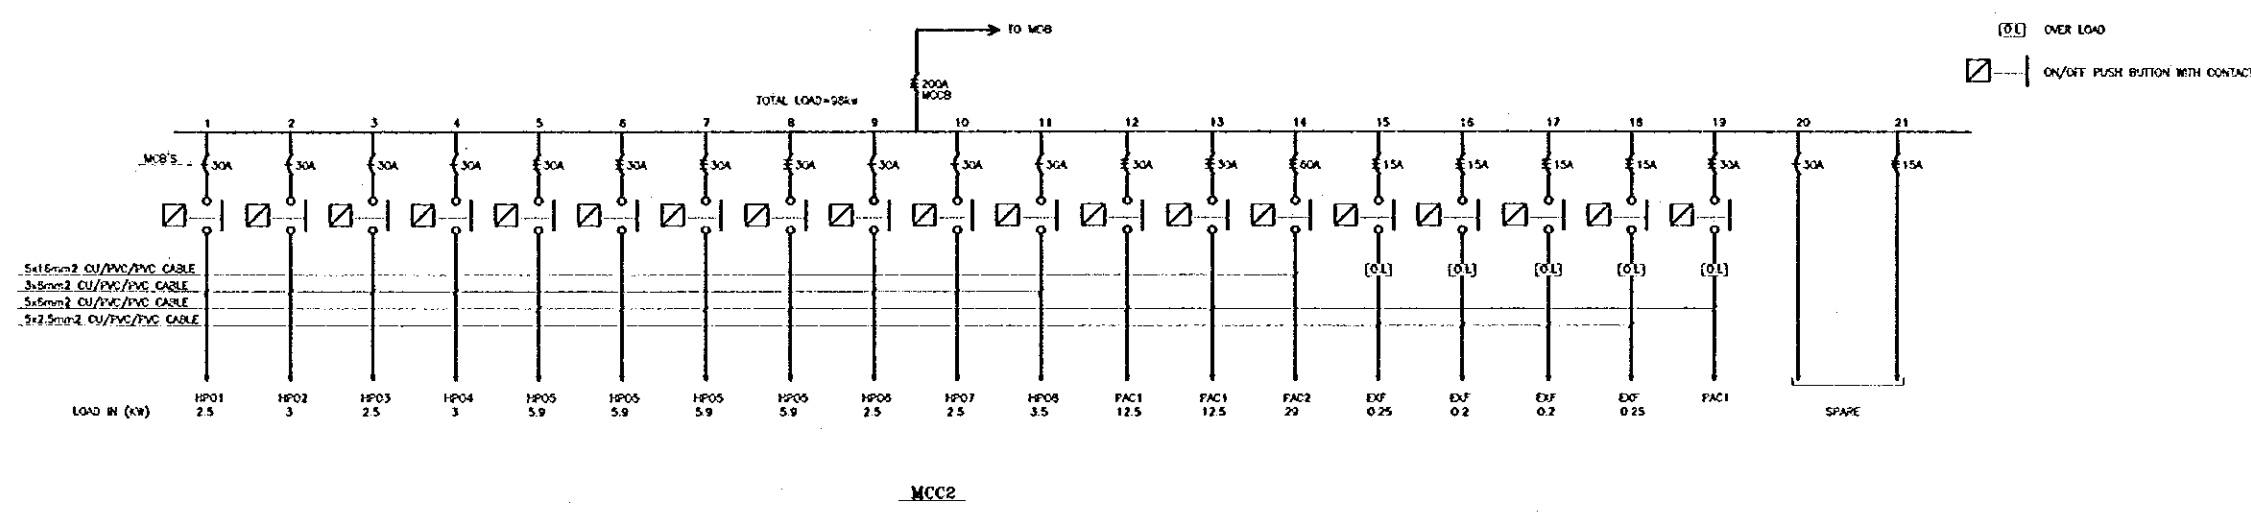 TO MDB
[OL] OVER LOAD
ON/OFF PUSH BUTTON WITH CONTACT
200A
MCCB
TOTAL LOAD=98kw
1 2 3 4 5 6 7 8 9 10 11 12 13 14 15 16 17 18 19 20 21
MCB'S 30A 30A 30A 30A 30A 30A 30A 30A 30A 30A 30A 30A 30A 60A 15A 15A 15A 15A 30A 30A 15A
5x16mm2 CU/PVC/PVC CABLE [OL] [OL] [OL] [OL] [OL]
3x6mm2 CU/PVC/PVC CABLE
5x6mm2 CU/PVC/PVC CABLE
5x2.5mm2 CU/PVC/PVC CABLE
HP01 HP02 HP03 HP04 HP05 HP05 HP05 HP05 HP06 HP07 HP08 PAC1 PAC1 PAC2 EXF EXF EXF EXF PAC1
LOAD IN (KW) 2.5 3 2.5 3 5.9 5.9 5.9 5.9 2.5 2.5 3.5 12.5 12.5 29 0.25 0.2 0.2 0.25 SPARE
MCC2